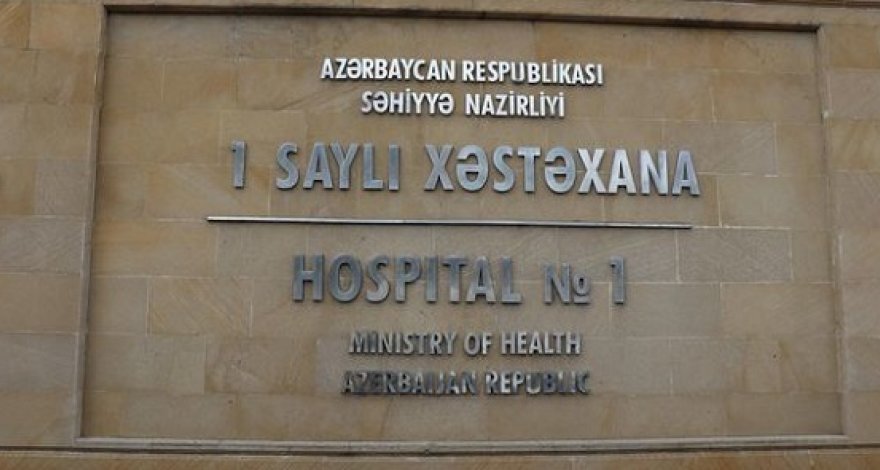 AZƏRBAYCAN RESPUBLİKASI
SƏHİYYƏ NAZİRLİYİ
1 SAYLI XƏSTƏXANA
HOSPITAL № 1
MINISTRY OF HEALTH
AZERBAIJAN REPUBLIC